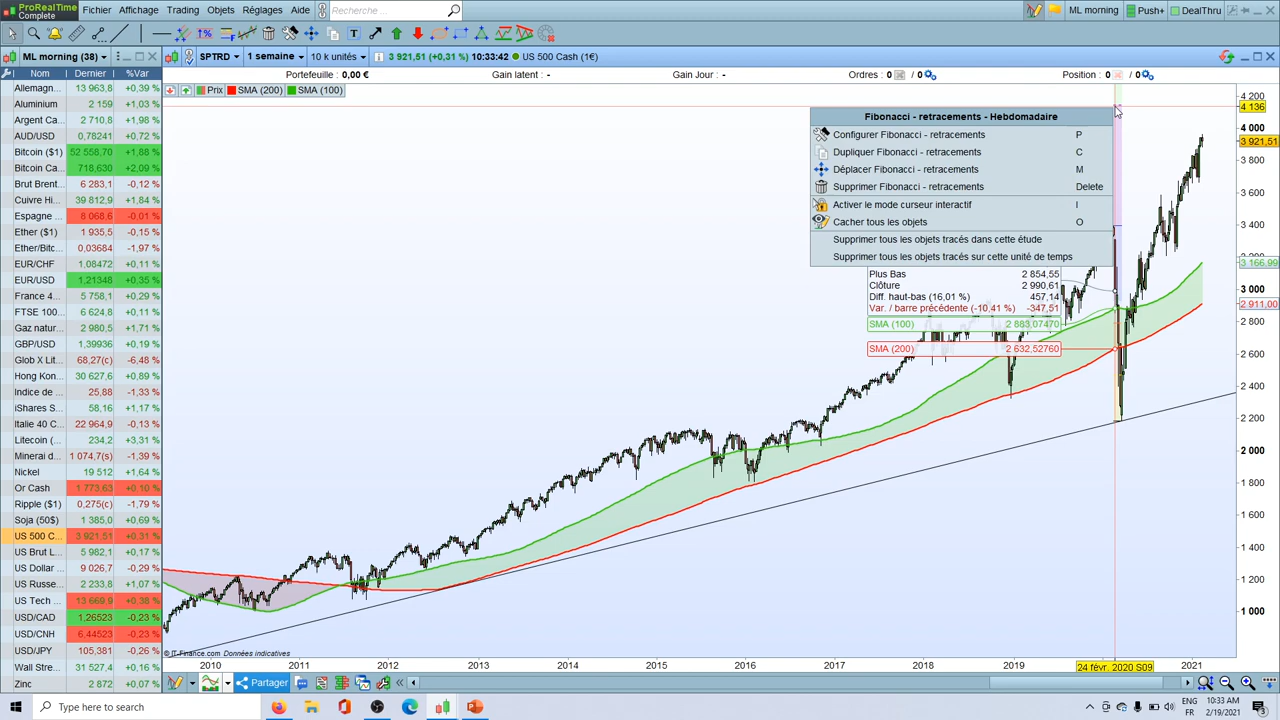 ProRealTime
Complete
Fichier Affichage Trading Objets Réglages Aide
Recherche ...
ML morning Push+ DealThru
ML morning (38)
SPTRD 1 semaine 10 k unités 3 921,51 (+0,31 %) 10:33:42 US 500 Cash (1€)
Nom Dernier %Var
Portefeuille : 0,00 € Gain latent : - Gain Jour : - Ordres : 0 / 0 Position : 0 / 0
Prix SMA (200) SMA (100)
Allemagn... 13 963,8 +0,39 %
Aluminium 2 159 +1,03 %
Argent Ca... 2 710,8 +1,98 %
AUD/USD 0,78241 +0,72 %
Bitcoin ($1) 52 558,70 +1,88 %
Bitcoin Ca... 718,630 +2,09 %
Brut Brent... 6 283,1 -0,12 %
Cuivre Hi... 39 812,9 +1,84 %
Espagne ... 8 068,6 -0,01 %
Ether ($1) 1 935,5 -0,15 %
Ether/Bitc... 0,03684 -1,97 %
EUR/CHF 1,08472 +0,11 %
EUR/USD 1,21348 +0,35 %
France 4... 5 758,1 +0,29 %
FTSE 100... 6 624,8 +0,11 %
Gaz natur... 2 980,5 +1,71 %
GBP/USD 1,39936 +0,19 %
Glob X Lit... 68,27(c) -6,48 %
Hong Kon... 30 627,6 +0,89 %
Indice de ... 25,88 -1,33 %
iShares S... 58,16 +1,17 %
Italie 40 C... 22 964,9 -0,13 %
Litecoin (... 234,2 +3,31 %
Minerai d... 1 074,7(s) -1,39 %
Nickel 19 512 +1,64 %
Or Cash 1 773,63 +0,10 %
Ripple ($1) 0,275(c) -1,79 %
Soja (50$) 1 385,0 +0,69 %
US 500 C... 3 921,51 +0,31 %
US Brut L... 5 982,1 +0,17 %
US Dollar ... 9 026,7 -0,29 %
US Russe... 2 233,8 +1,07 %
US Tech ... 13 669,9 +0,38 %
USD/CAD 1,26523 -0,23 %
USD/CNH 6,44523 -0,23 %
USD/JPY 105,381 -0,26 %
Wall Stre... 31 527,4 +0,16 %
Zinc 2 872 +0,07 %
Fibonacci - retracements - Hebdomadaire
Configurer Fibonacci - retracements P
Dupliquer Fibonacci - retracements C
Déplacer Fibonacci - retracements M
Supprimer Fibonacci - retracements Delete
Activer le mode curseur interactif I
Cacher tous les objets O
Supprimer tous les objets tracés dans cette étude
Supprimer tous les objets tracés sur cette unité de temps
Plus Bas 2 854,55
Clôture 2 990,61
Diff. haut-bas (16,01 %) 457,14
Var. / barre précédente (-10,41 %) -347,51
SMA (100) 2 883,07470
SMA (200) 2 632,52760
4 200
4 136
4 000
3 921,51
3 800
3 600
3 400
3 166,99
3 000
2 911,00
2 800
2 600
2 400
2 200
2 000
1 800
1 600
1 400
1 200
1 000
© IT-Finance.com Données indicatives
2010 2011 2012 2013 2014 2015 2016 2017 2018 2019 24 févr. 2020 S09 2021
Partager
Type here to search
ENG
FR
10:33 AM
2/19/2021
3